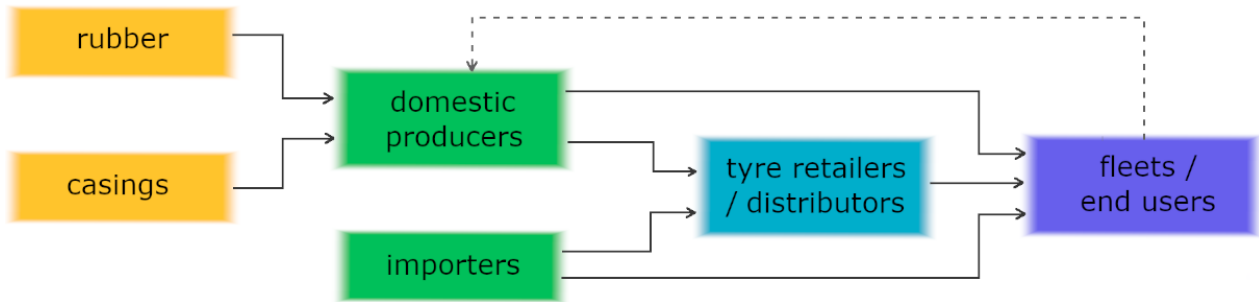 rubber
casings
domestic
producers
importers
tyre retailers
/ distributors
fleets /
end users